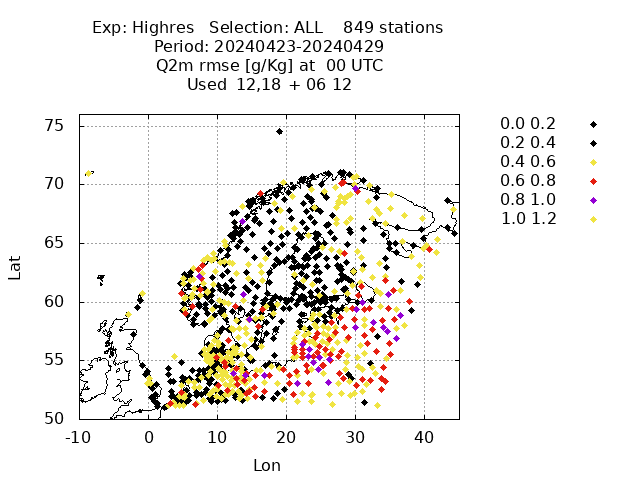 Exp: Highres   Selection: ALL    849 stations
Period: 20240423-20240429
Q2m rmse [g/Kg] at  00 UTC
Used  12,18 + 06 12
0.0 0.2
0.2 0.4
0.4 0.6
0.6 0.8
0.8 1.0
1.0 1.2
75
70
65
60
55
50
Lat
-10 0 10 20 30 40
Lon